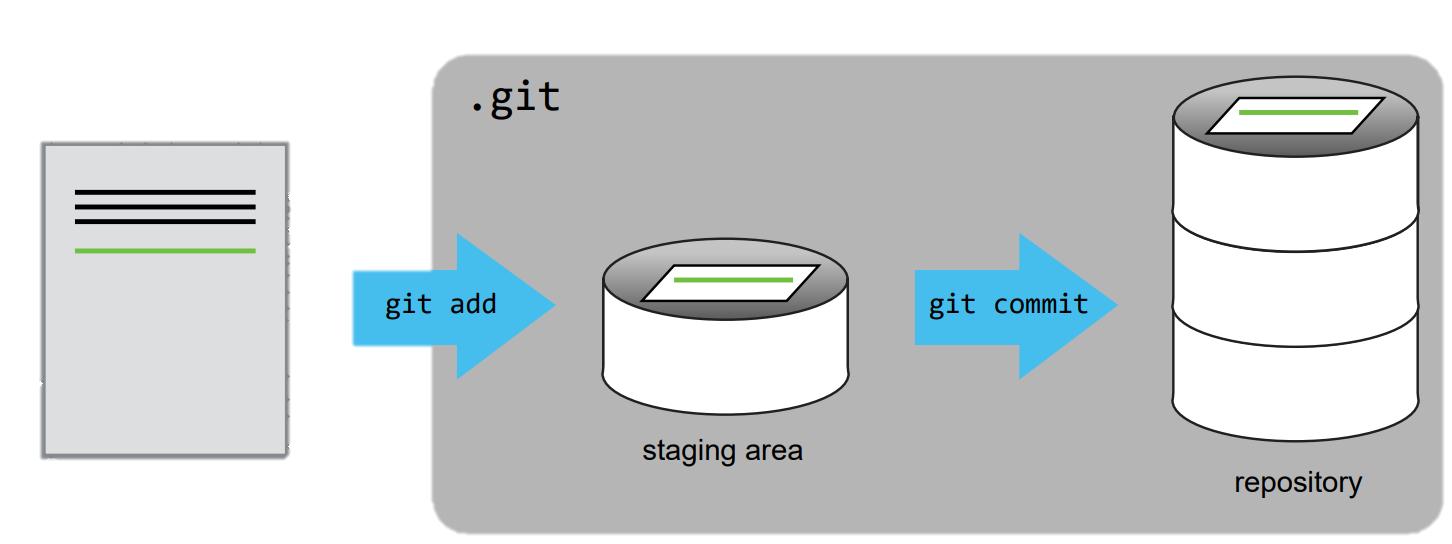 .git
git add
git commit
staging area
repository